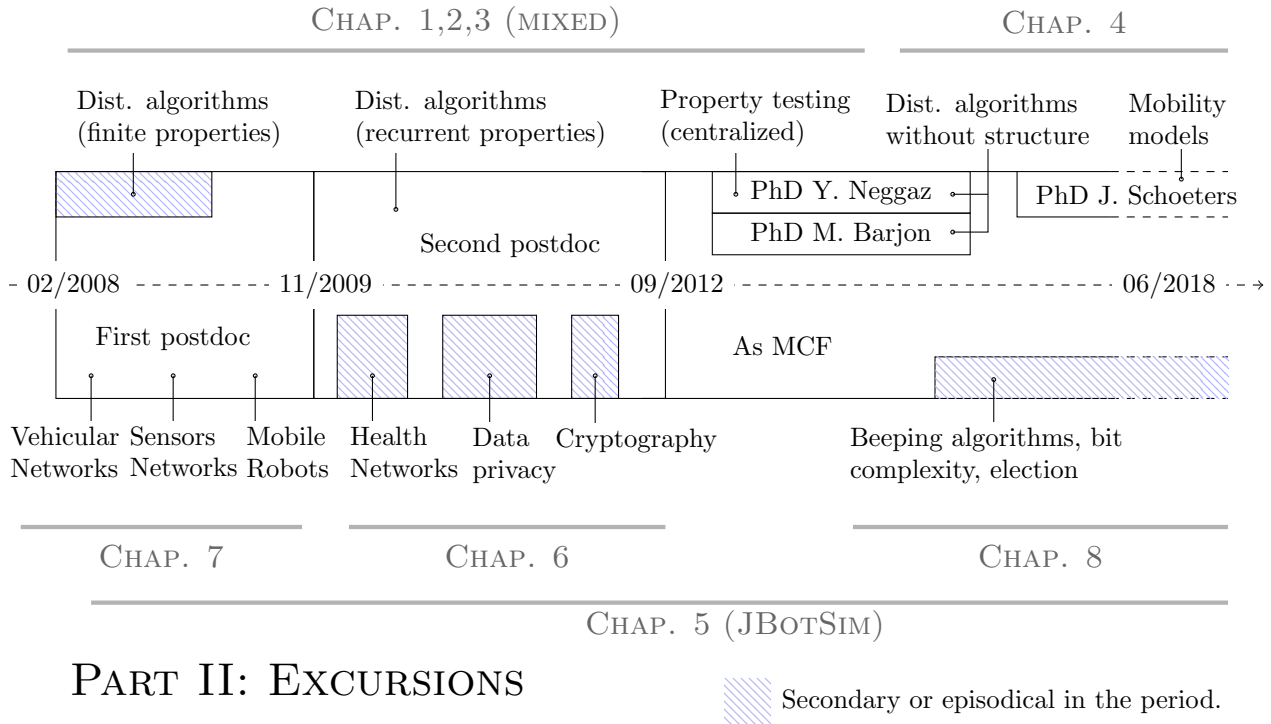 CHAP. 1,2,3 (MIXED)
CHAP. 4
Dist. algorithms
(finite properties)
Dist. algorithms
(recurrent properties)
Property testing
(centralized)
Dist. algorithms
without structure
Mobility
models
PhD Y. Neggaz
PhD J. Schoeters
PhD M. Barjon
Second postdoc
02/2008
11/2009
09/2012
06/2018
First postdoc
As MCF
Vehicular
Networks
Sensors
Networks
Mobile
Robots
Health
Networks
Data
privacy
Cryptography
Beeping algorithms, bit
complexity, election
CHAP. 7
CHAP. 6
CHAP. 8
CHAP. 5 (JBOTSIM)
PART II: EXCURSIONS
Secondary or episodical in the period.